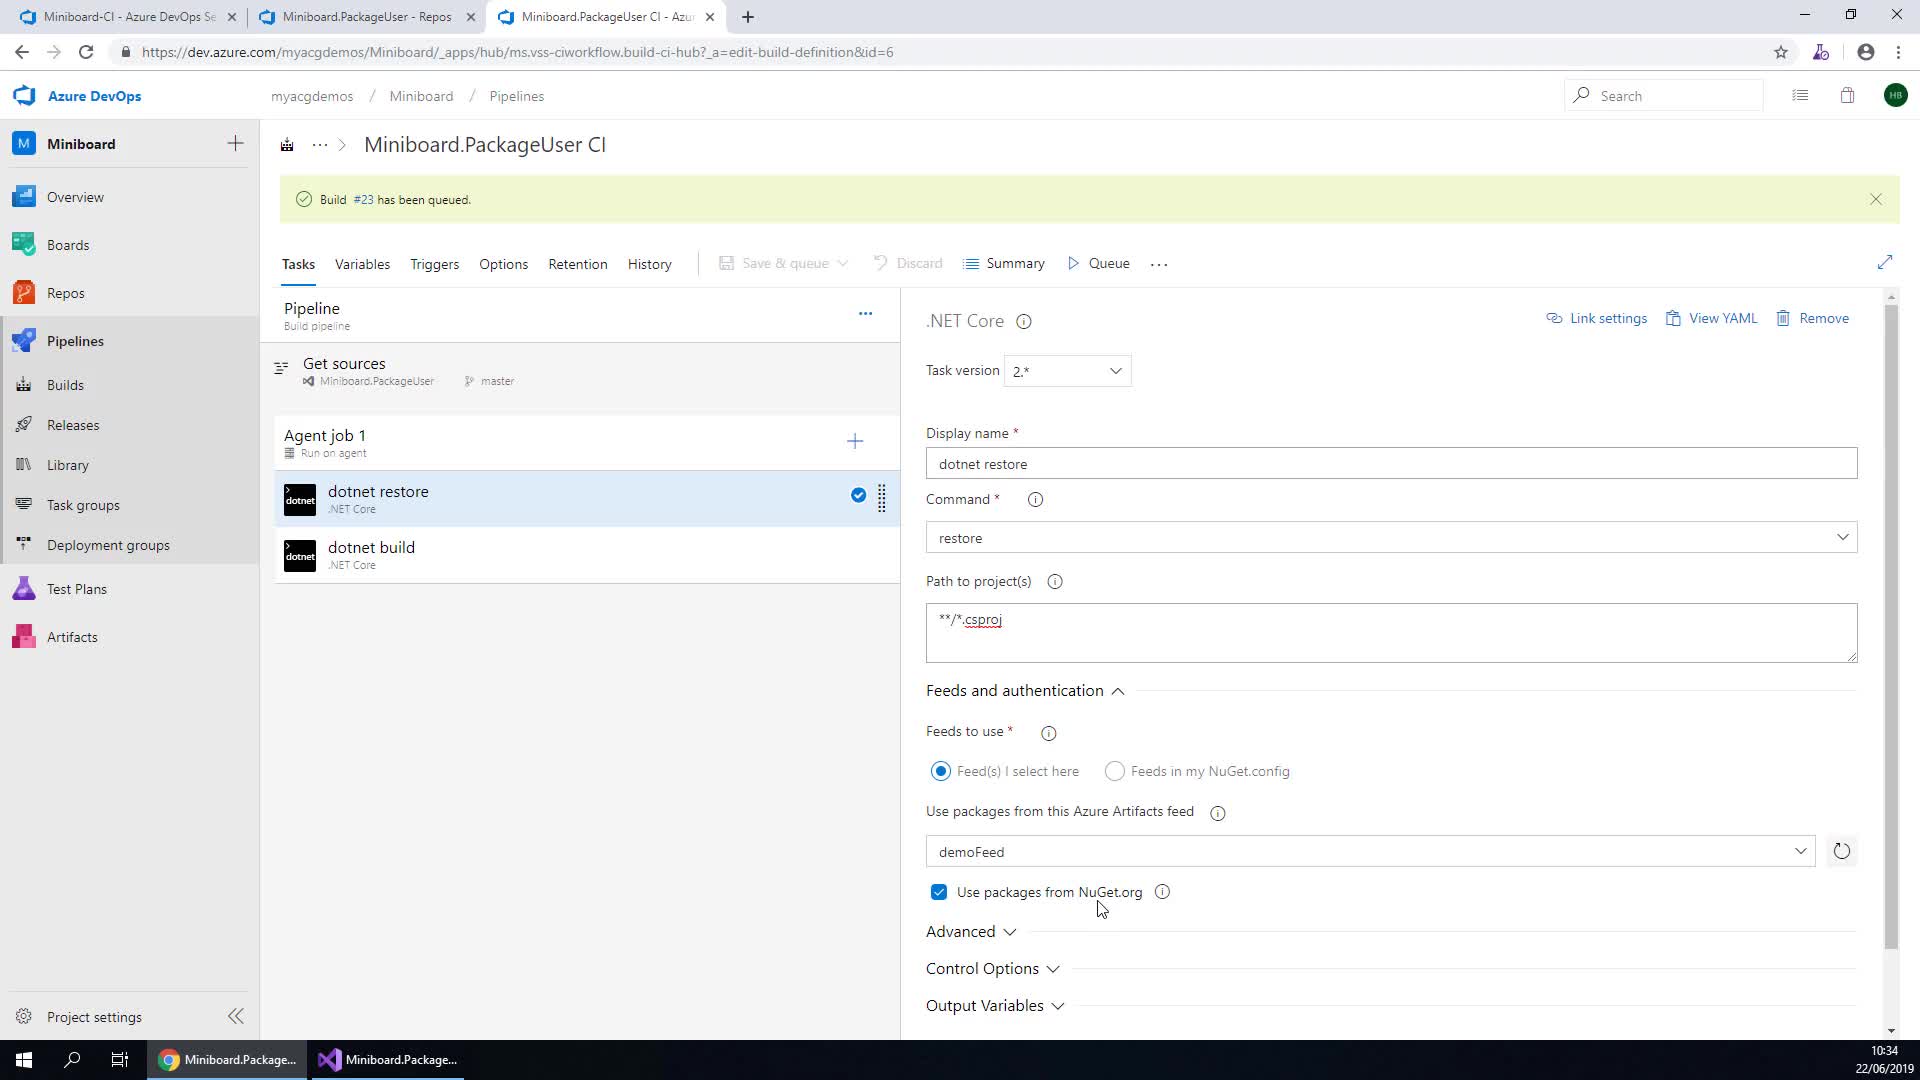 Miniboard-CI - Azure DevOps Se
Miniboard.PackageUser - Repos
Miniboard.PackageUser CI - Azur
https://dev.azure.com/myacgdemos/Miniboard/_apps/hub/ms.vss-ciworkflow.build-ci-hub?_a=edit-build-definition&id=6
Azure DevOps
myacgdemos / Miniboard / Pipelines
Search
HB
M Miniboard
Overview
Boards
Repos
Pipelines
Builds
Releases
Library
Task groups
Deployment groups
Test Plans
Artifacts
Project settings
··· Miniboard.PackageUser CI
Build #23 has been queued.
Tasks Variables Triggers Options Retention History Save & queue Discard Summary Queue ···
Pipeline
Build pipeline
Get sources
Miniboard.PackageUser master
Agent job 1
Run on agent
dotnet
dotnet restore
.NET Core
dotnet
dotnet build
.NET Core
.NET Core
Link settings View YAML Remove
Task version 2.*
Display name *
dotnet restore
Command *
restore
Path to project(s)
**/*.csproj
Feeds and authentication
Feeds to use *
Feed(s) I select here Feeds in my NuGet.config
Use packages from this Azure Artifacts feed
demoFeed
Use packages from NuGet.org
Advanced
Control Options
Output Variables
Miniboard.Package...
Miniboard.Package...
10:34
22/06/2019